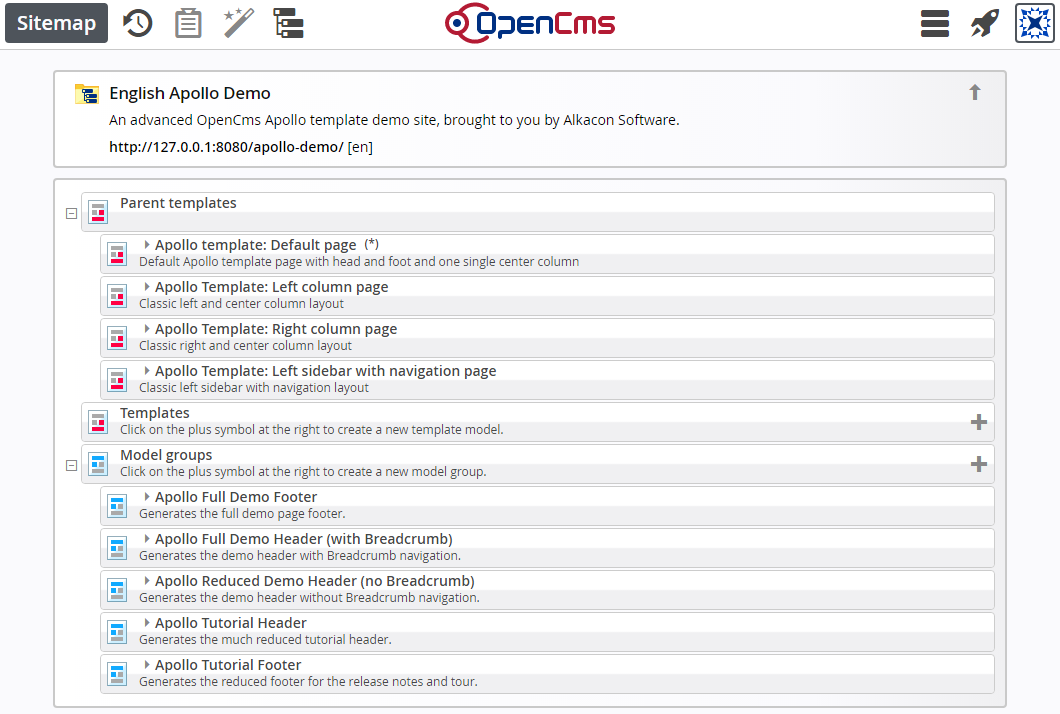 Sitemap
OpenCms
English Apollo Demo
An advanced OpenCms Apollo template demo site, brought to you by Alkacon Software.
http://127.0.0.1:8080/apollo-demo/ [en]
Parent templates
Apollo template: Default page (*)
Default Apollo template page with head and foot and one single center column
Apollo Template: Left column page
Classic left and center column layout
Apollo Template: Right column page
Classic right and center column layout
Apollo Template: Left sidebar with navigation page
Classic left sidebar with navigation layout
Templates
Click on the plus symbol at the right to create a new template model.
Model groups
Click on the plus symbol at the right to create a new model group.
Apollo Full Demo Footer
Generates the full demo page footer.
Apollo Full Demo Header (with Breadcrumb)
Generates the demo header with Breadcrumb navigation.
Apollo Reduced Demo Header (no Breadcrumb)
Generates the demo header without Breadcrumb navigation.
Apollo Tutorial Header
Generates the much reduced tutorial header.
Apollo Tutorial Footer
Generates the reduced footer for the release notes and tour.